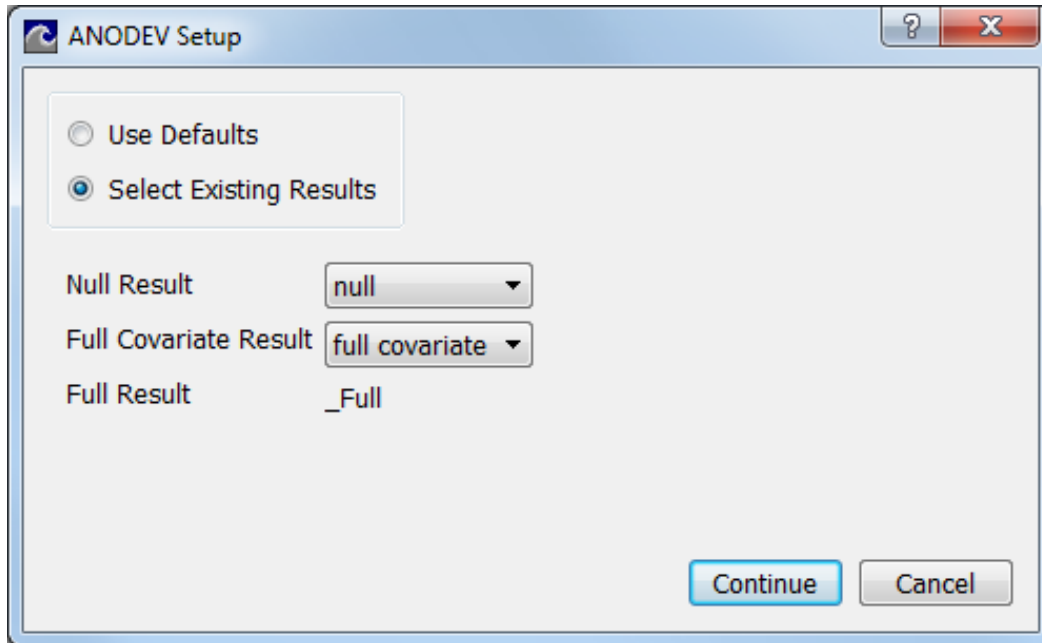 ANODEV Setup
Use Defaults
Select Existing Results
Null Result null
Full Covariate Result full covariate
Full Result _Full
Continue Cancel